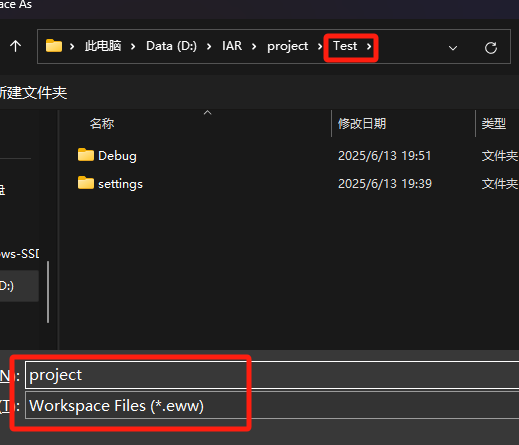 ace As
此电脑 Data (D:) IAR project Test
新建文件夹
名称 修改日期 类型
Debug 2025/6/13 19:51 文件夹
settings 2025/6/13 19:39 文件夹
盘
ows-SSD
D:)
N): project
(T): Workspace Files (*.eww)